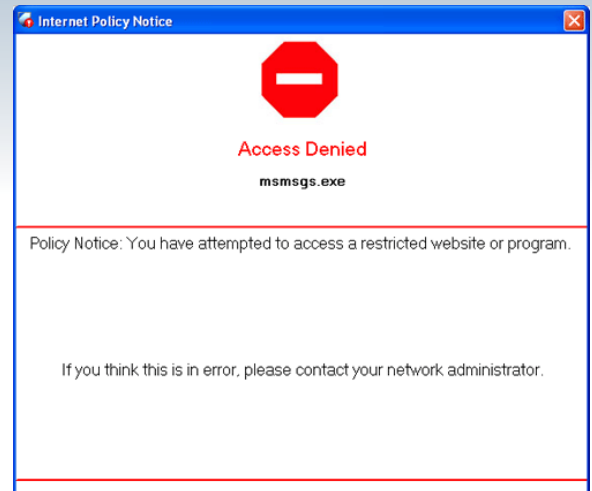 Internet Policy Notice
Access Denied
msmsgs.exe
Policy Notice: You have attempted to access a restricted website or program.
If you think this is in error, please contact your network administrator.